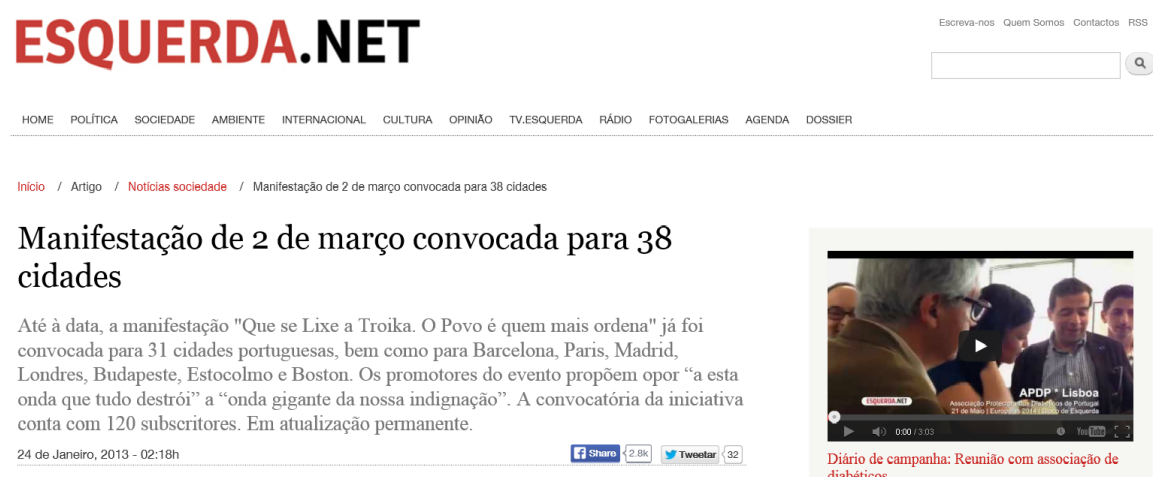 ESQUERDA.NET
Escreva-nos Quem Somos Contactos RSS
HOME POLÍTICA SOCIEDADE AMBIENTE INTERNACIONAL CULTURA OPINIÃO TV.ESQUERDA RÁDIO FOTOGALERIAS AGENDA DOSSIER
Início / Artigo / Notícias sociedade / Manifestação de 2 de março convocada para 38 cidades
Manifestação de 2 de março convocada para 38
cidades
Até à data, a manifestação "Que se Lixe a Troika. O Povo é quem mais ordena" já foi
convocada para 31 cidades portuguesas, bem como para Barcelona, Paris, Madrid,
Londres, Budapeste, Estocolmo e Boston. Os promotores do evento propõem opor “a esta
onda que tudo destrói” a “onda gigante da nossa indignação”. A convocatória da iniciativa
conta com 120 subscritores. Em atualização permanente.
24 de Janeiro, 2013 - 02:18h
Share 2.8k Tweetar 32
APDP * Lisboa
ESQUERDA.NET
Associação Protectora dos Diabéticos de Portugal
21 de Maio | Europeias 2014 | Bloco de Esquerda
0:00 / 3:03 YouTube
Diário de campanha: Reunião com associação de
diabéticos